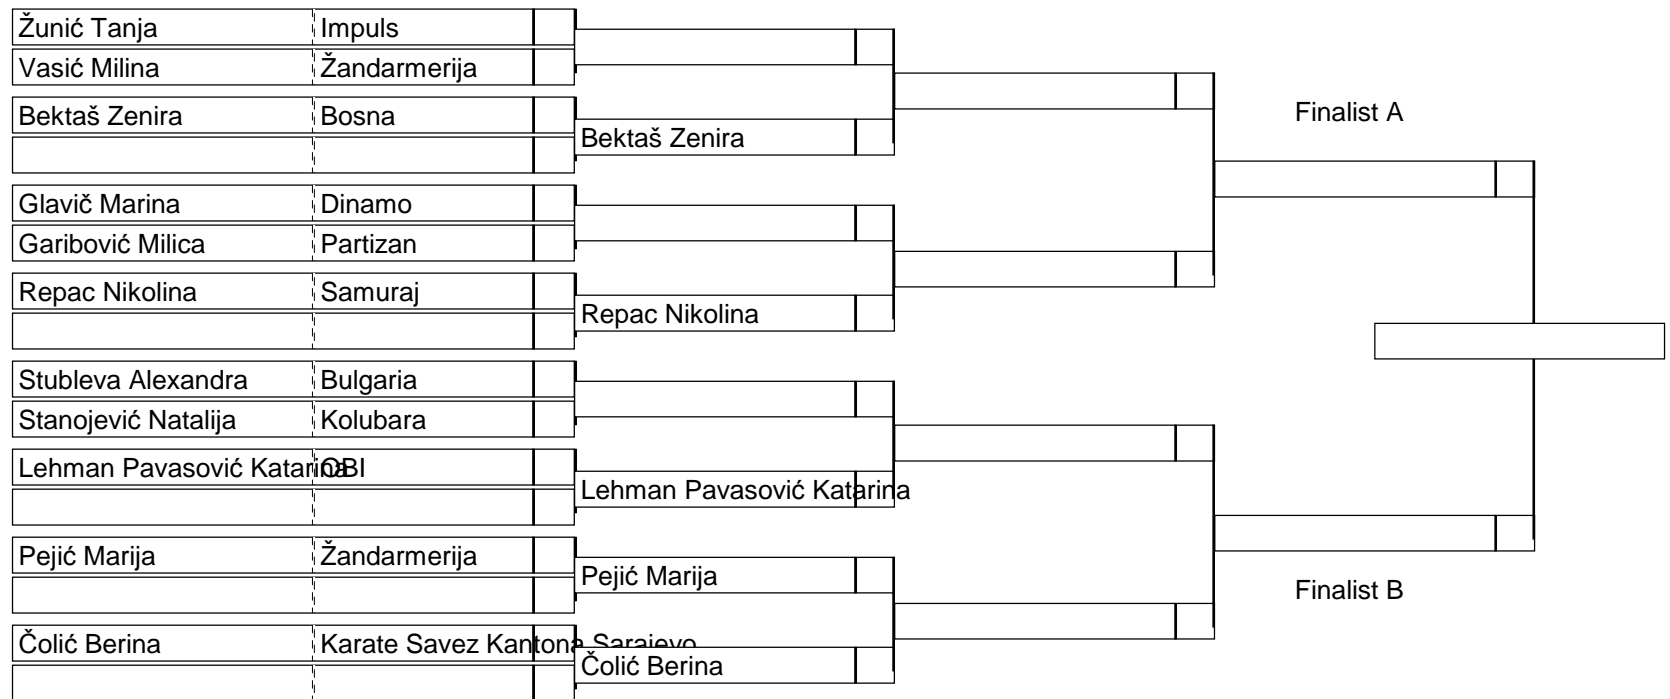 Žunić Tanja Impuls
Vasić Milina Žandarmerija
Bektaš Zenira Bosna
Bektaš Zenira
Glavič Marina Dinamo
Garibović Milica Partizan
Repac Nikolina Samuraj
Repac Nikolina
Stubleva Alexandra Bulgaria
Stanojević Natalija Kolubara
Lehman Pavasović Katarina OBI
Lehman Pavasović Katarina
Pejić Marija Žandarmerija
Pejić Marija
Čolić Berina Karate Savez Kantona Sarajevo
Čolić Berina
Finalist A
Finalist B